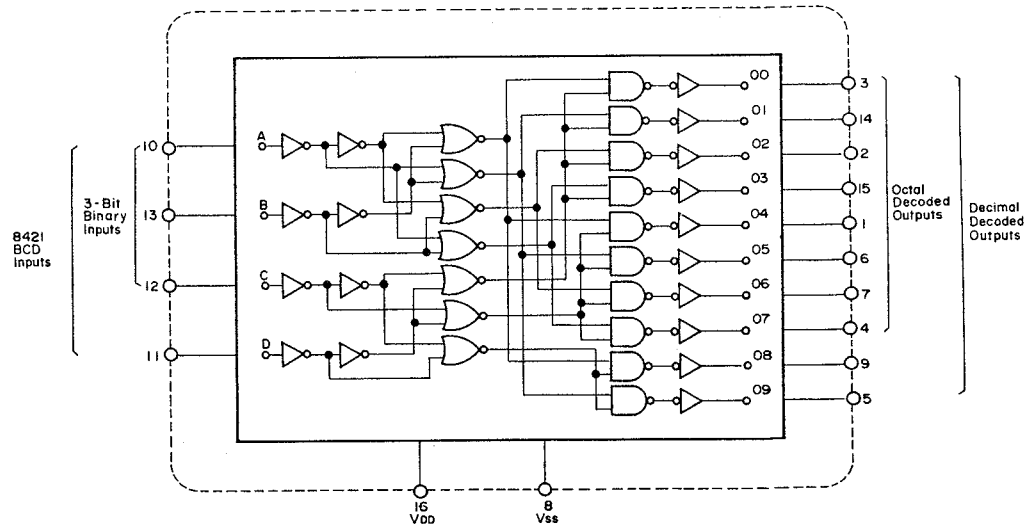 8421
BCD
Inputs
3-Bit
Binary
Inputs
10
13
12
11
A
B
C
D
00
01
02
03
04
05
06
07
08
09
3
14
2
15
1
6
7
4
9
5
Octal
Decoded
Outputs
Decimal
Decoded
Outputs
16
VDD
8
VSS